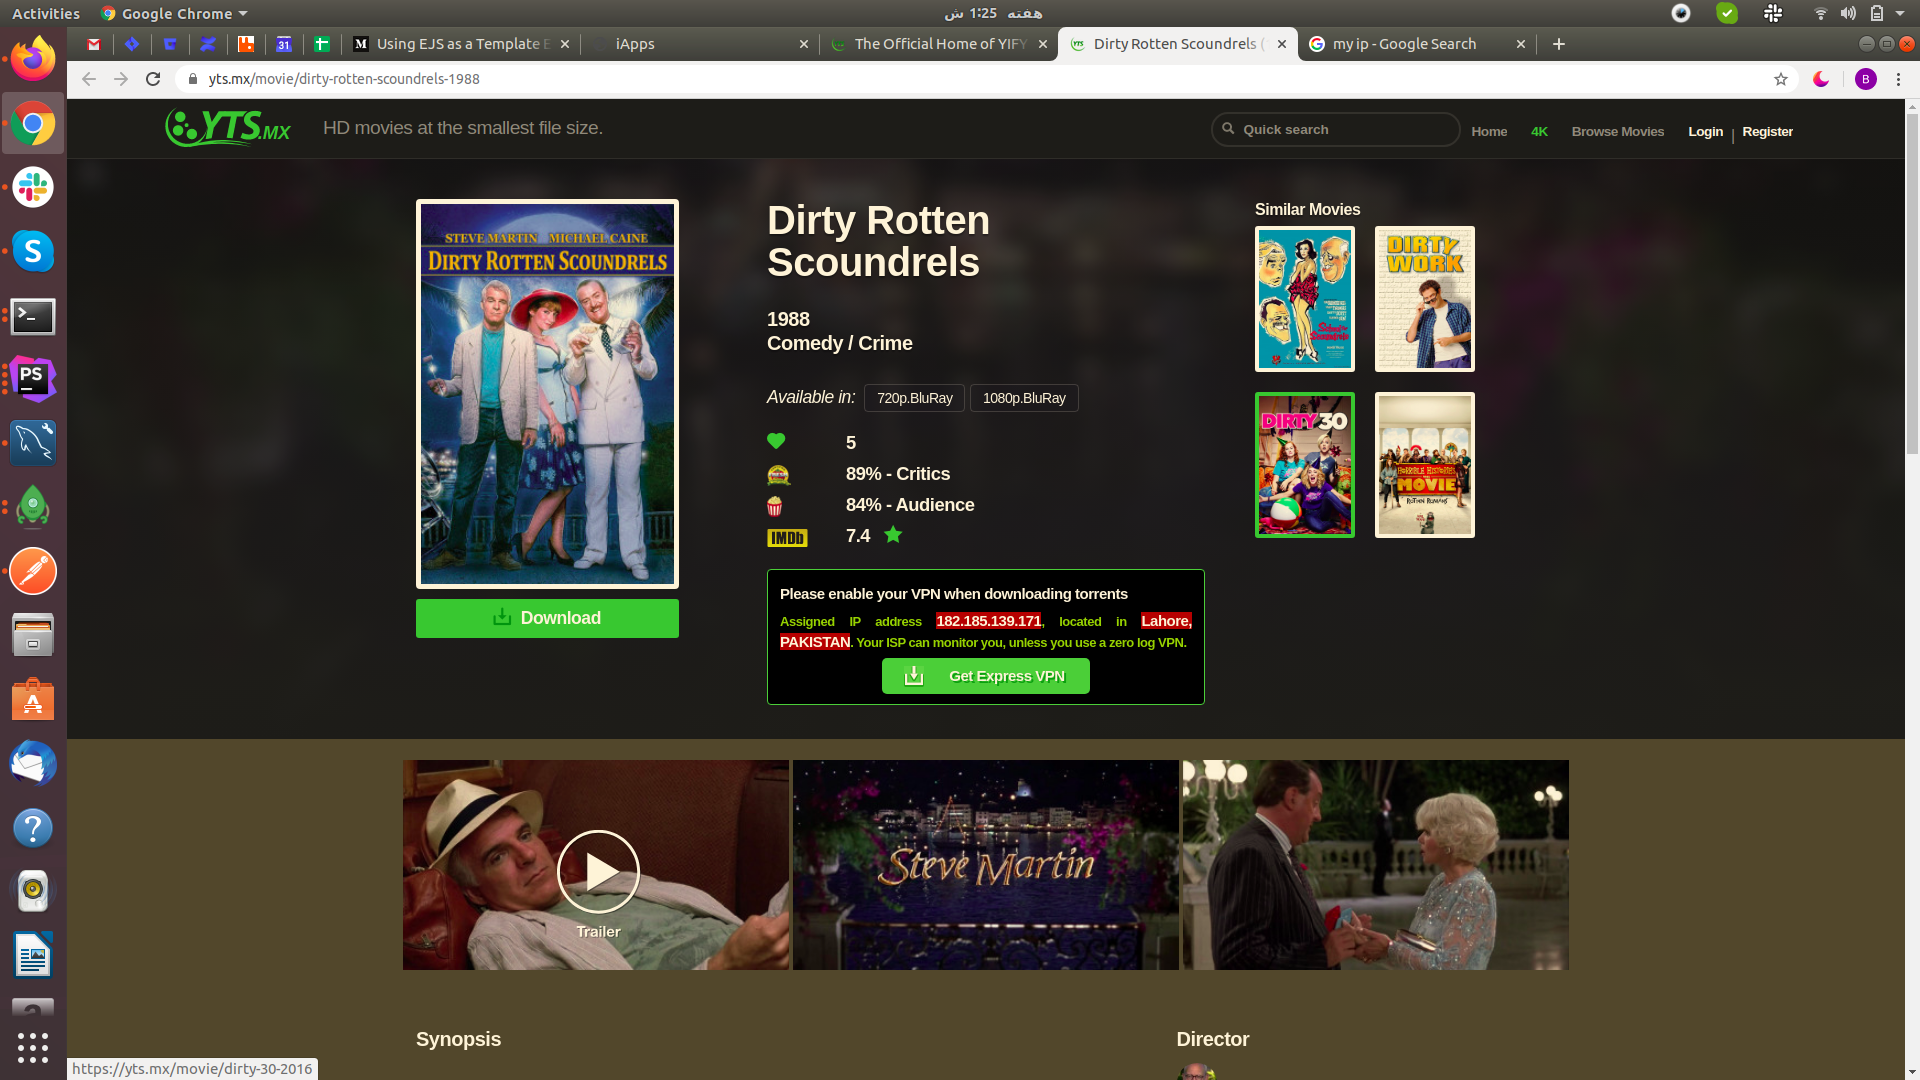 Activities
Google Chrome
هفته 1:25 ش
Using EJS as a Template E
iApps
The Official Home of YIFY
Dirty Rotten Scoundrels (
my ip - Google Search
B
yts.mx/movie/dirty-rotten-scoundrels-1988
YTS.MX
HD movies at the smallest file size.
Quick search
Home
4K
Browse Movies
Login | Register
STEVE MARTIN MICHAEL CAINE
DIRTY ROTTEN SCOUNDRELS
Download
Dirty Rotten
Scoundrels
1988
Comedy / Crime
Available in: 720p.BluRay 1080p.BluRay
5
89% - Critics
84% - Audience
IMDb 7.4
Please enable your VPN when downloading torrents
Assigned IP address 182.185.139.171, located in Lahore,
PAKISTAN. Your ISP can monitor you, unless you use a zero log VPN.
Get Express VPN
Similar Movies
DIRTY
WORK
DIRTY 30
HORRIBLE HISTORIES
MOVIE
ROTTEN ROMANS
Trailer
Steve Martin
Synopsis
Director
https://yts.mx/movie/dirty-30-2016